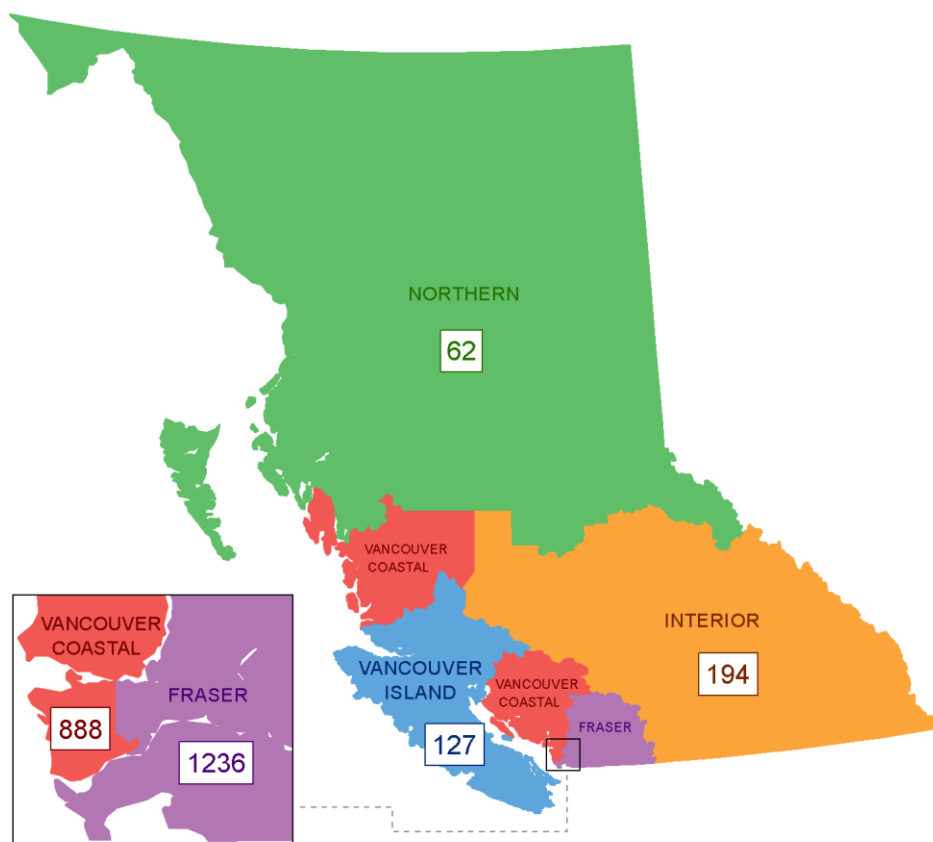 NORTHERN
62
VANCOUVER
COASTAL
INTERIOR
194
VANCOUVER
ISLAND
127
VANCOUVER
COASTAL
FRASER
VANCOUVER
COASTAL
FRASER
888
1236